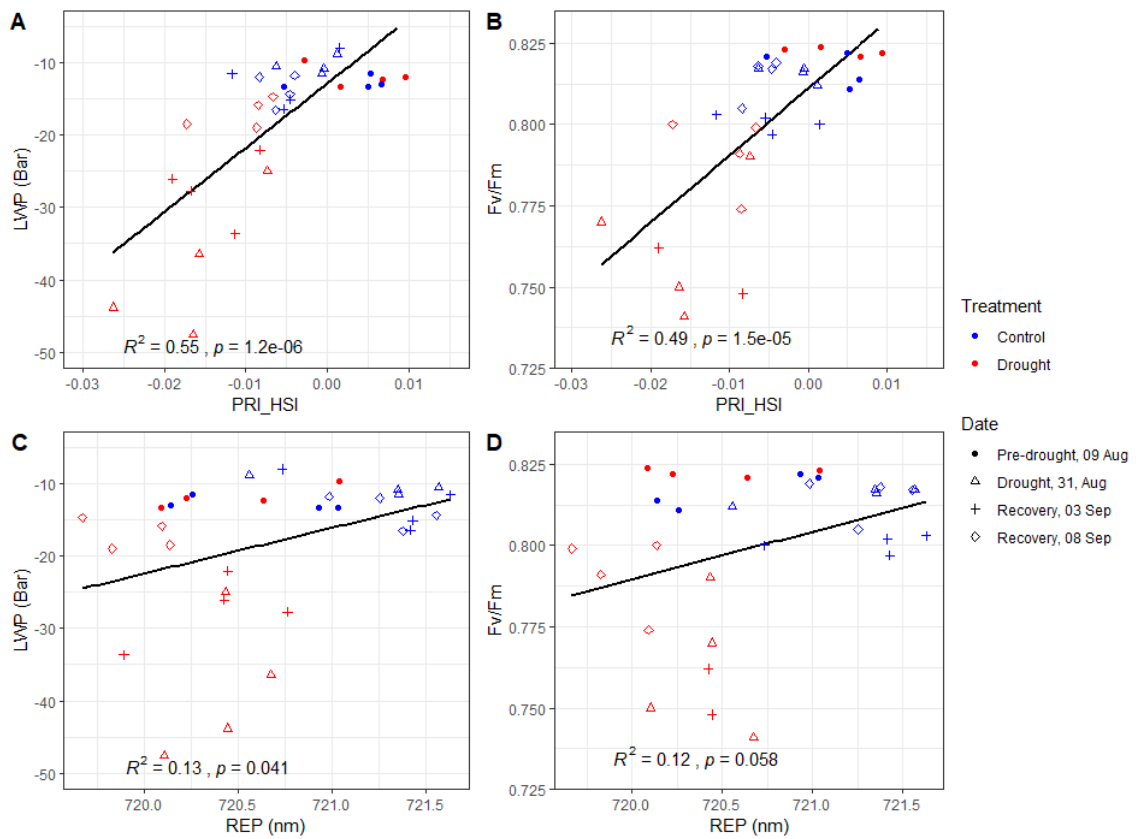 A
LWP (Bar)
-10
-20
-30
-40
-50
R² = 0.55 , p = 1.2e-06
-0.03 -0.02 -0.01 0.00 0.01
PRI_HSI
B
Fv/Fm
0.825
0.800
0.775
0.750
0.725
R² = 0.49 , p = 1.5e-05
-0.03 -0.02 -0.01 0.00 0.01
PRI_HSI
C
LWP (Bar)
-10
-20
-30
-40
-50
R² = 0.13 , p = 0.041
720.0 720.5 721.0 721.5
REP (nm)
D
Fv/Fm
0.825
0.800
0.775
0.750
0.725
R² = 0.12 , p = 0.058
720.0 720.5 721.0 721.5
REP (nm)
Treatment
Control
Drought
Date
Pre-drought, 09 Aug
Drought, 31, Aug
Recovery, 03 Sep
Recovery, 08 Sep